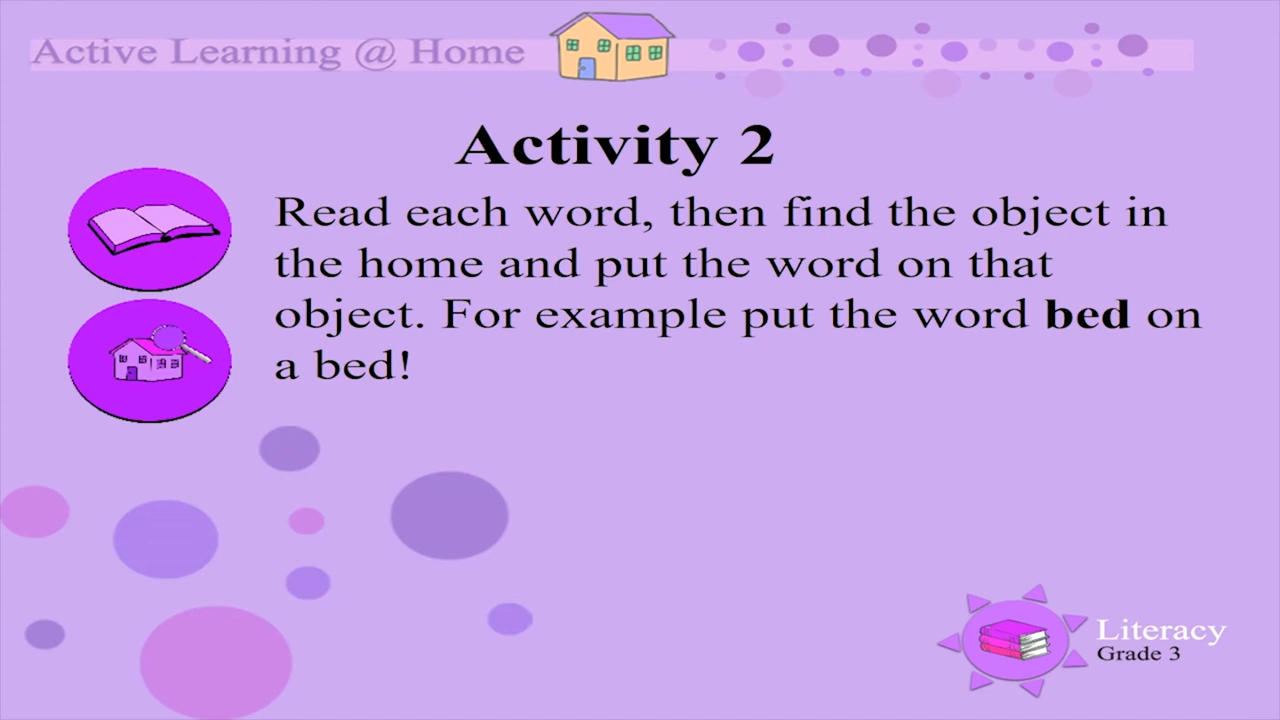 Active Learning @ Home
Activity 2
Read each word, then find the object in
the home and put the word on that
object. For example put the word bed on
a bed!
Literacy
Grade 3